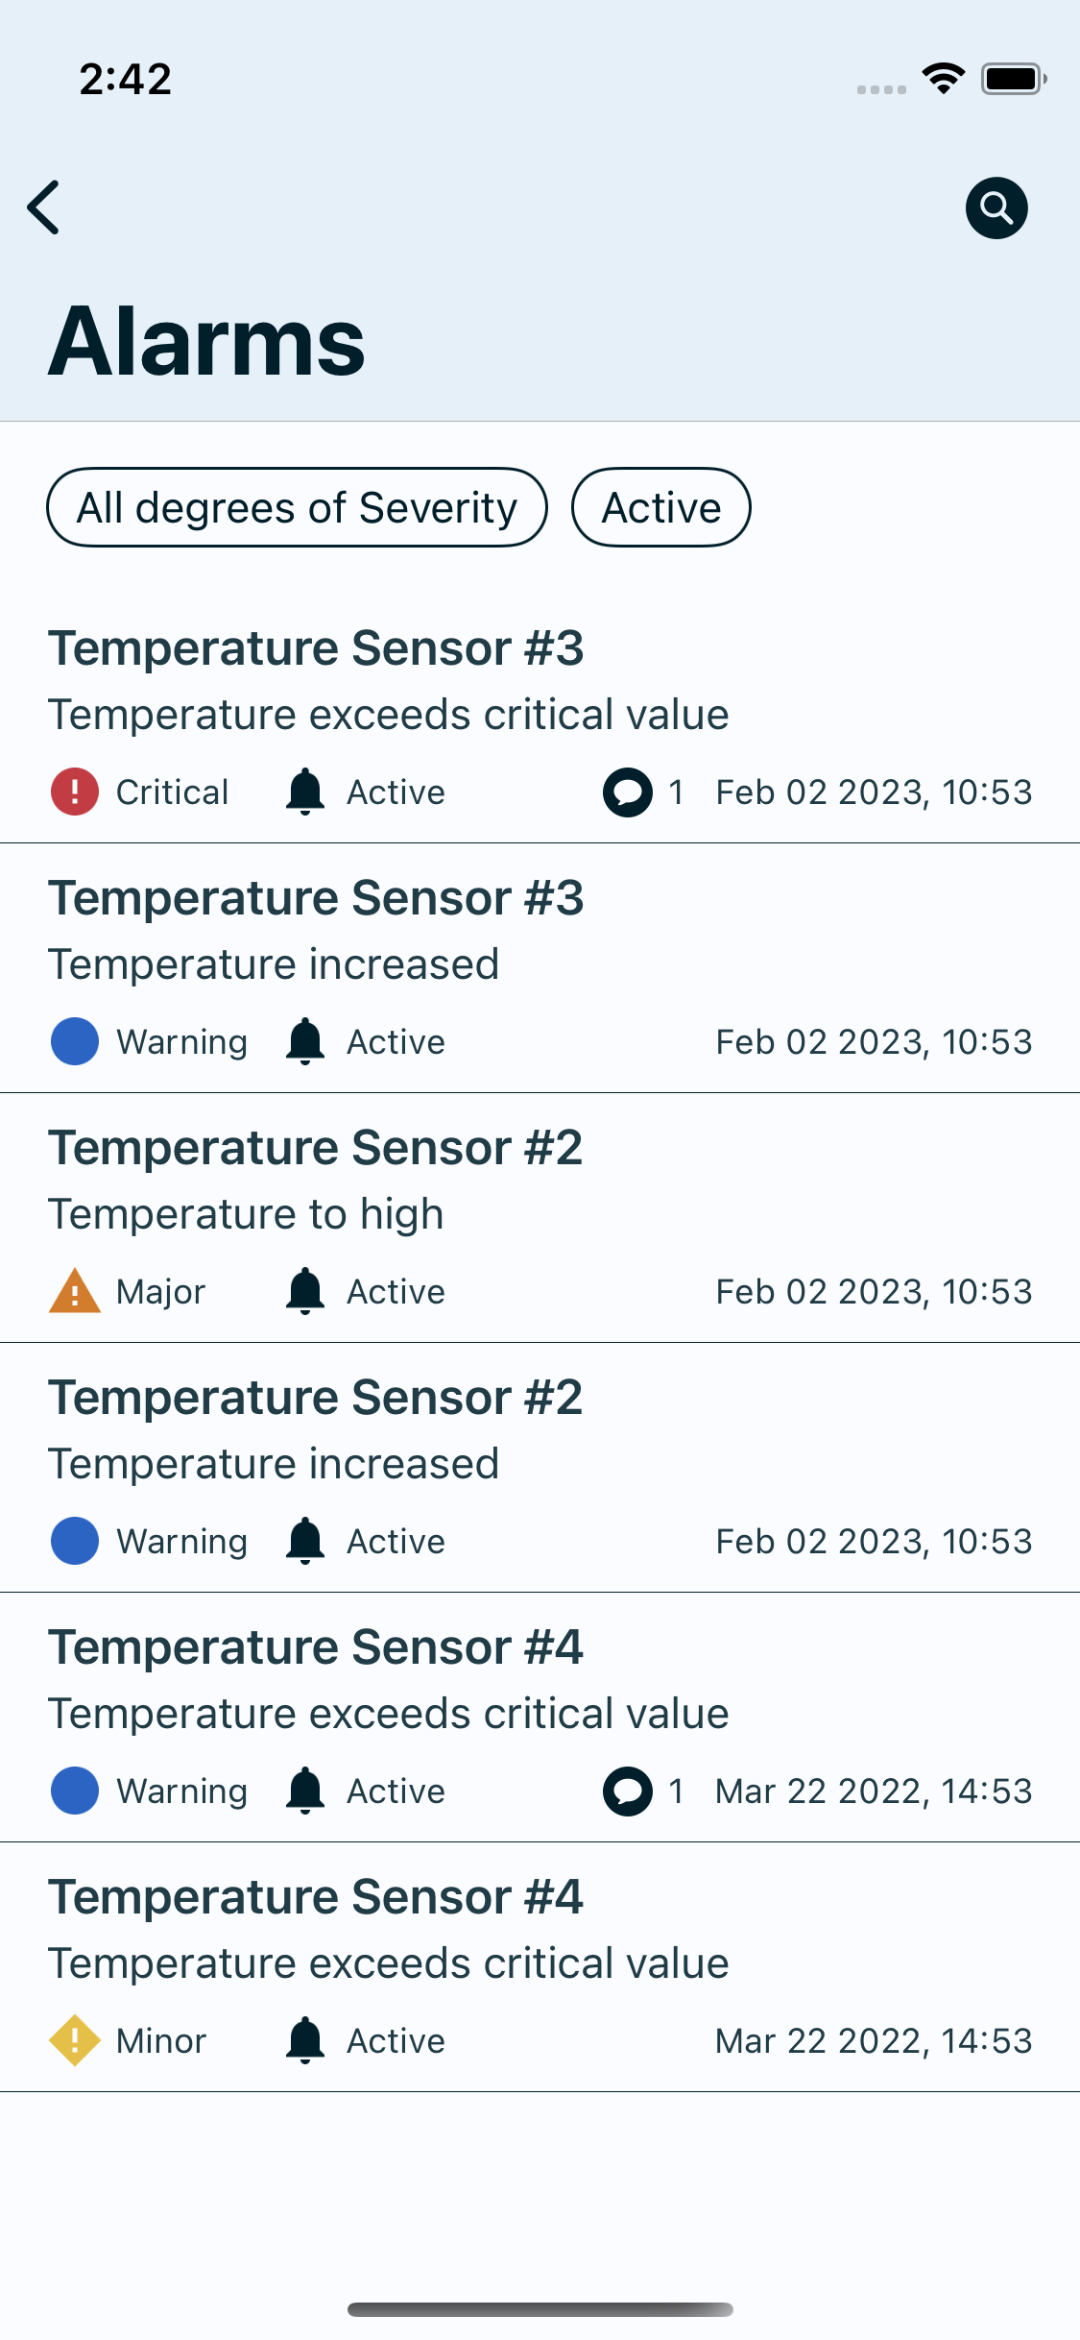 2:42
Alarms
All degrees of Severity Active
Temperature Sensor #3
Temperature exceeds critical value
Critical Active 1 Feb 02 2023, 10:53
Temperature Sensor #3
Temperature increased
Warning Active Feb 02 2023, 10:53
Temperature Sensor #2
Temperature to high
Major Active Feb 02 2023, 10:53
Temperature Sensor #2
Temperature increased
Warning Active Feb 02 2023, 10:53
Temperature Sensor #4
Temperature exceeds critical value
Warning Active 1 Mar 22 2022, 14:53
Temperature Sensor #4
Temperature exceeds critical value
Minor Active Mar 22 2022, 14:53